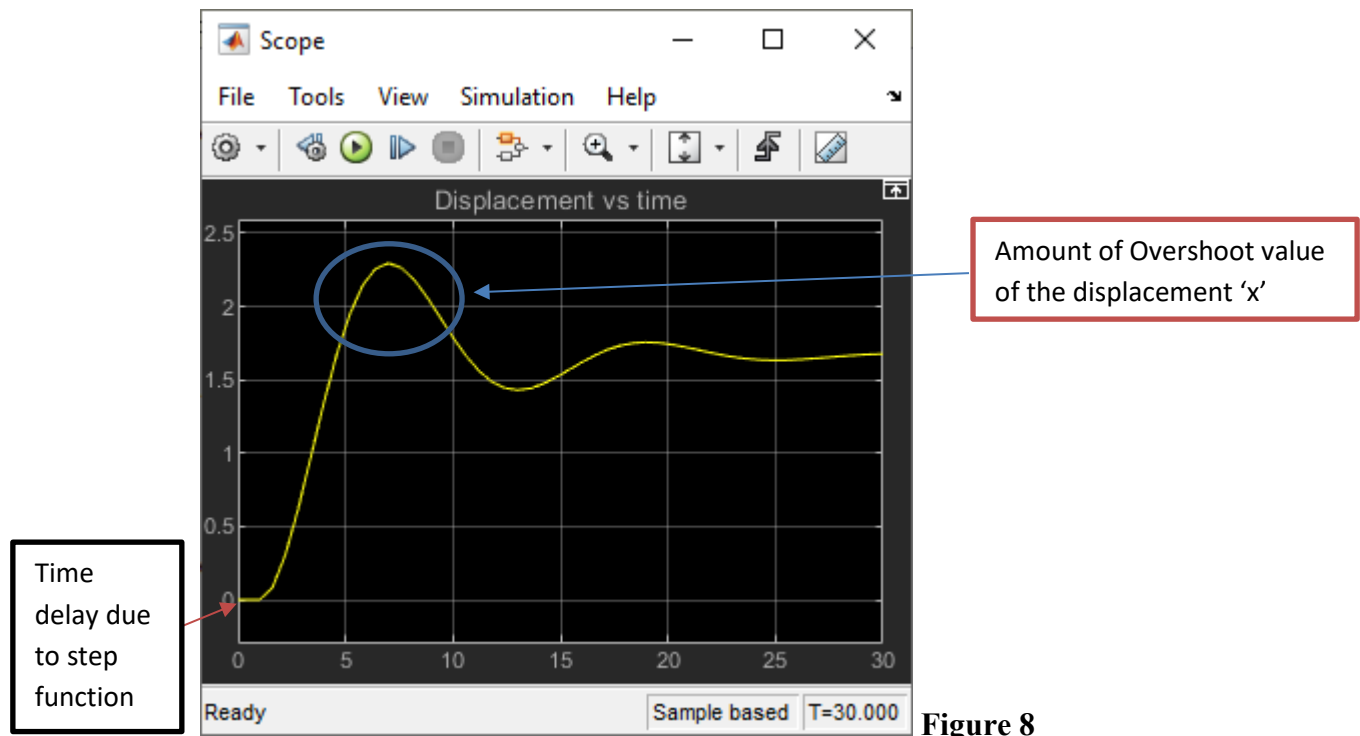 Scope
File Tools View Simulation Help
Displacement vs time
2.5
2
1.5
1
0.5
0
0 5 10 15 20 25 30
Ready Sample based T=30.000
Amount of Overshoot value
of the displacement ‘x’
Time
delay due
to step
function
Figure 8